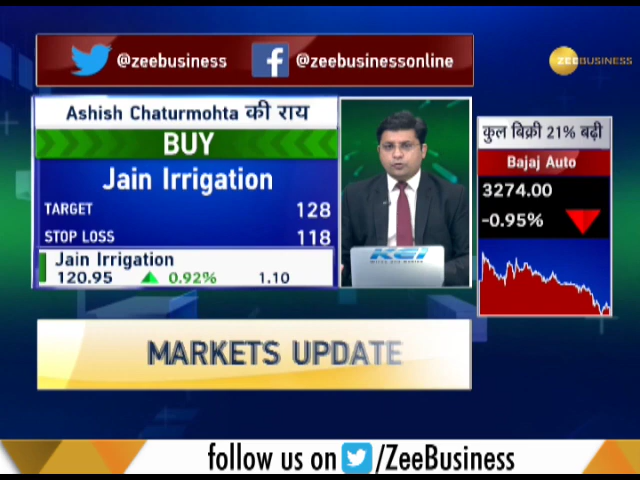 @zeebusiness
@zeebusinessonline
ZEEBUSINESS
Ashish Chaturmohta की राय
BUY
Jain Irrigation
TARGET 128
STOP LOSS 118
Jain Irrigation
120.95 0.92% 1.10
KEI
कुल बिक्री 21% बढ़ी
Bajaj Auto
3274.00
-0.95%
MARKETS UPDATE
follow us on /ZeeBusiness